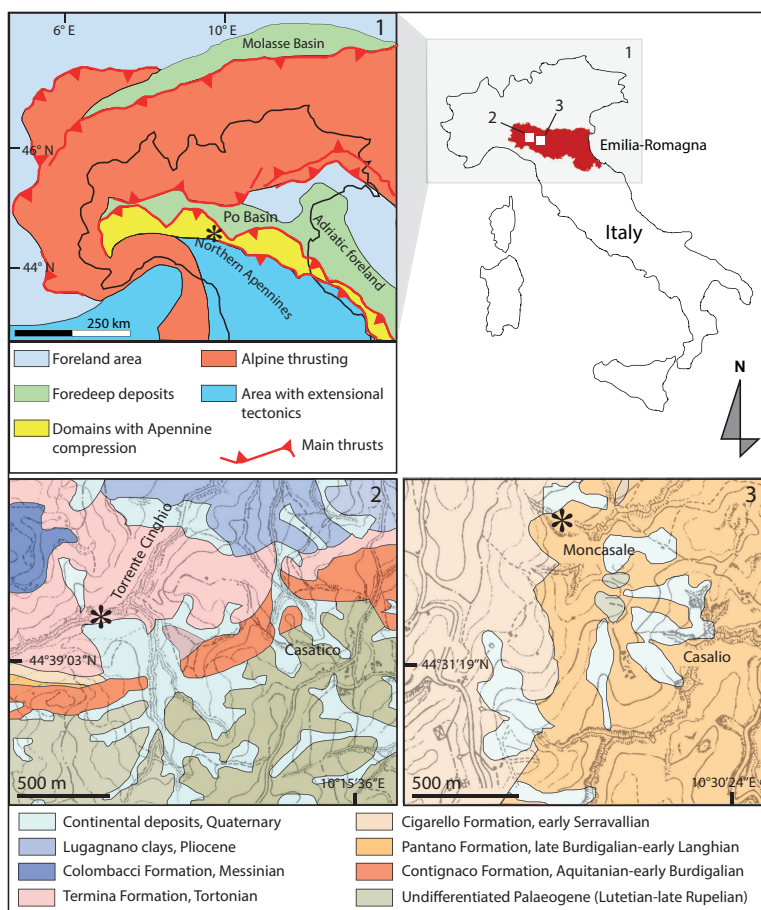 6° E
10° E
1
Molasse Basin
46° N
Po Basin
Adriatic foreland
Northern Apennines
44° N
250 km
Foreland area
Alpine thrusting
Foredeep deposits
Area with extensional
tectonics
Domains with Apennine
compression
Main thrusts
1
2
3
Emilia-Romagna
Italy
N
2
Torrente Cinghio
Casatico
44°39'03"N
500 m
10°15'36"E
3
Moncasale
44°31'19"N
Casalio
500 m
10°30'24"E
Continental deposits, Quaternary
Lugagnano clays, Pliocene
Colombacci Formation, Messinian
Termina Formation, Tortonian
Cigarello Formation, early Serravallian
Pantano Formation, late Burdigalian-early Langhian
Contignaco Formation, Aquitanian-early Burdigalian
Undifferentiated Palaeogene (Lutetian-late Rupelian)